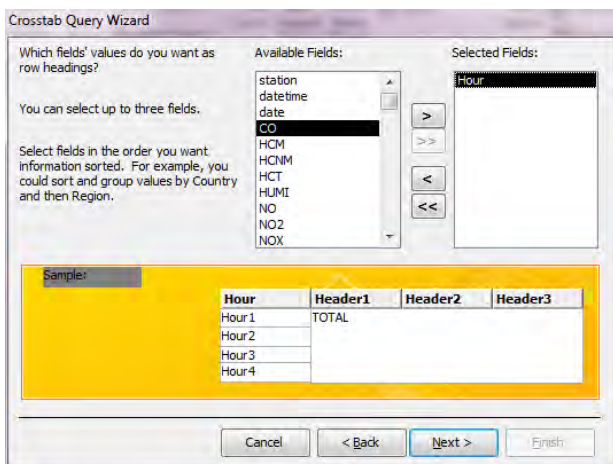 Crosstab Query Wizard
Which fields' values do you want as
row headings?
You can select up to three fields.
Select fields in the order you want
information sorted. For example, you
could sort and group values by Country
and then Region.
Available Fields:
station
datetime
date
CO
HCM
HCNM
HCT
HUMI
NO
NO2
NOX
>
>>
<
<<
Selected Fields:
Hour
Sample:
Hour Header1 Header2 Header3
Hour1 TOTAL
Hour2
Hour3
Hour4
Cancel
< Back
Next >
Finish